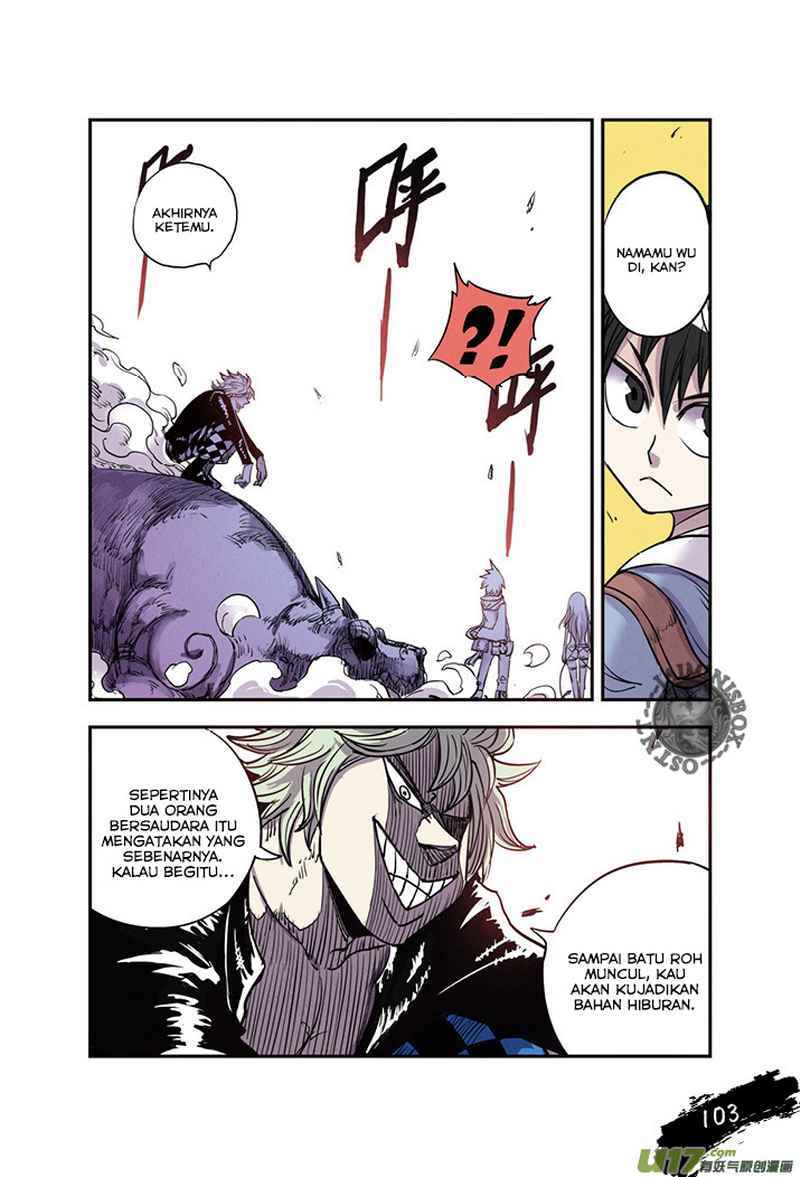 AKHIRNYA
KETEMU.
呼
呼
呼
?!
NAMAMU WU
DI, KAN?
SEPERTINYA
DUA ORANG
BERSAUDARA ITU
MENGATAKAN YANG
SEBENARNYA.
KALAU BEGITU...
SAMPAI BATU ROH
MUNCUL, KAU
AKAN KUJADIKAN
BAHAN HIBURAN.
103
U17.com
有妖气原创漫画